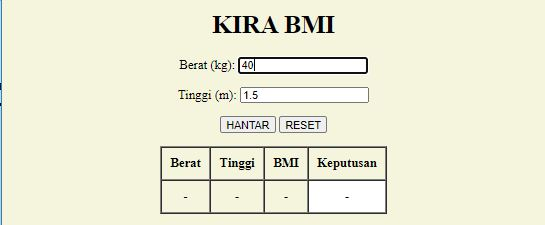 KIRA BMI
Berat (kg): 40
Tinggi (m): 1.5
HANTAR RESET
Berat Tinggi BMI Keputusan
- - - -